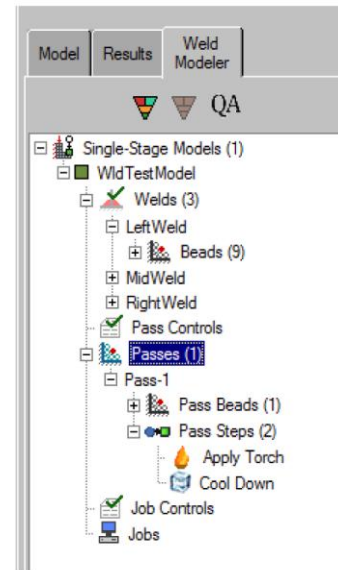 Model
Results
Weld
Modeler
QA
Single-Stage Models (1)
WldTestModel
Welds (3)
LeftWeld
Beads (9)
MidWeld
RightWeld
Pass Controls
Passes (1)
Pass-1
Pass Beads (1)
Pass Steps (2)
Apply Torch
Cool Down
Job Controls
Jobs